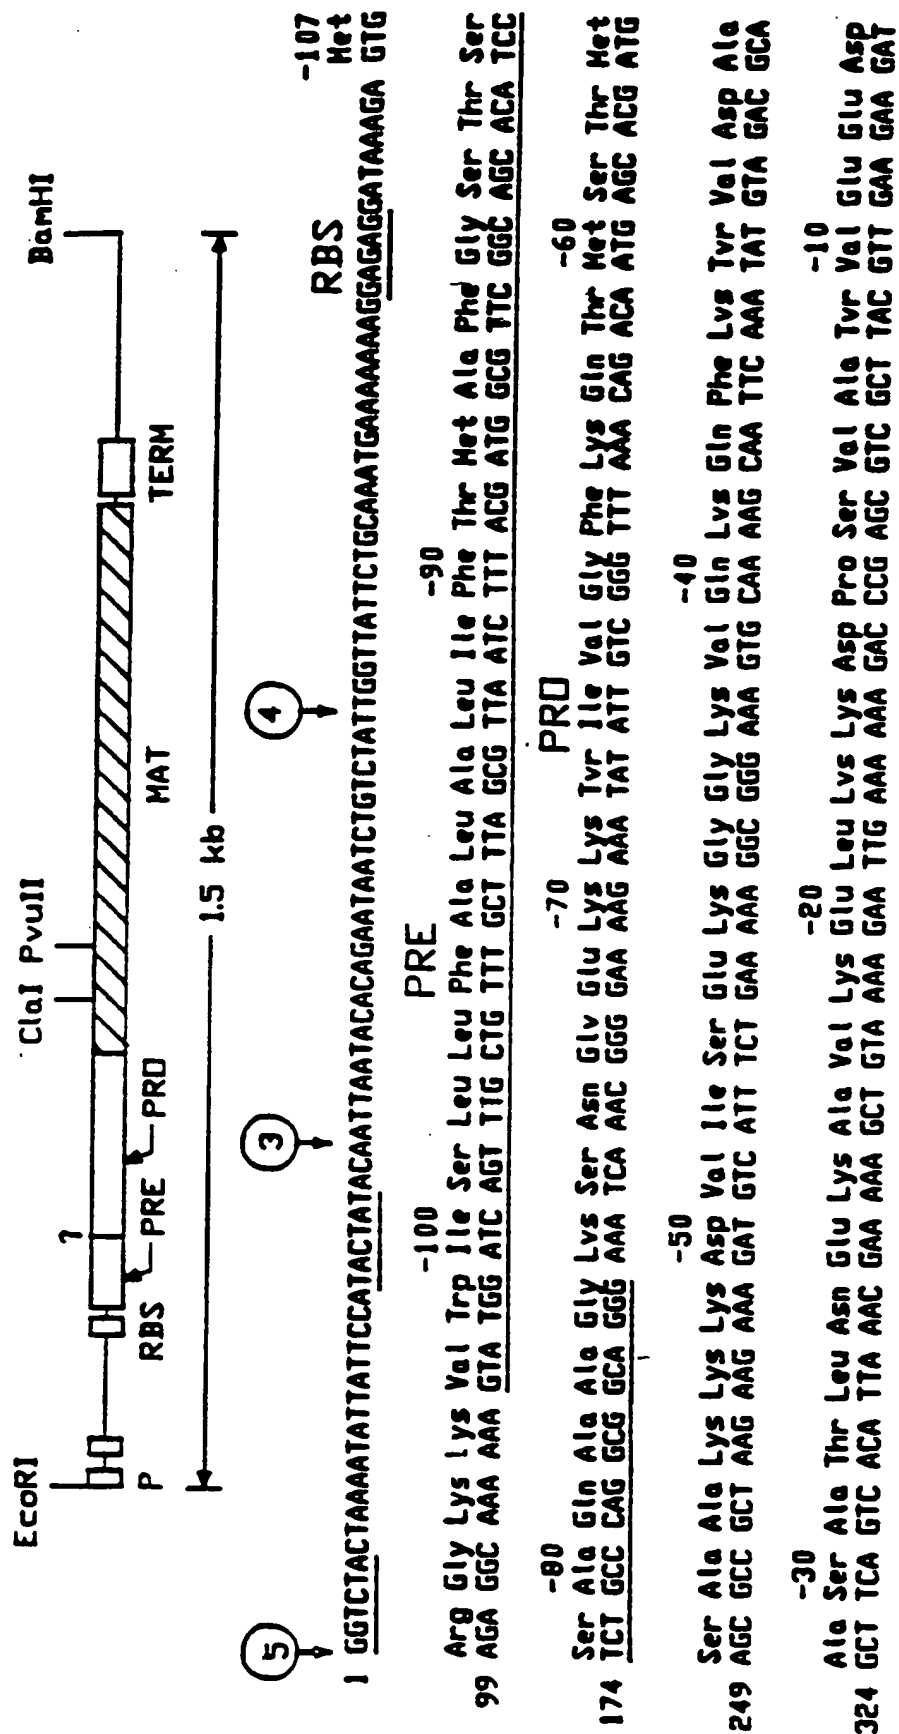 EcoRI
BamHI
ClaI PvuII
?
P
RBS
PRE
PRO
MAT
TERM
1.5 kb
5
3
4
RBS
-107
Met
1 GGTCTACTAAAATATTATTCCATACTATACAATTAATACACAGAATAATCTGTCTATTGGTTATTCTGCAAATGAAAAAAAGGAGAGGATAAAGA GTG
PRE
-100
-90
Arg Gly Lys Lys Val Trp Ile Ser Leu Leu Phe Ala Leu Ala Leu Ile Phe Thr Met Ala Phe Gly Ser Thr Ser
99 AGA GGC AAA AAA GTA TGG ATC AGT TTG CTG TTT GCT TTA GCG TTA ATC TTT ACG ATG GCG TTC GGC AGC ACA TCC
PRO
-80
-70
-60
Ser Ala Gln Ala Ala Gly Lys Ser Asn Gly Glu Lys Lys Tyr Ile Val Gly Phe Lys Gln Thr Met Ser Thr Met
174 TCT GCC CAG GCG GCA GGG AAA TCA AAC GGG GAA AAG AAA TAT ATT GTC GGG TTT AAA CAG ACA ATG AGC ACG ATG
-50
-40
Ser Ala Ala Lys Lys Lys Asp Val Ile Ser Glu Lys Gly Gly Lys Val Gln Lys Gln Phe Lys Tyr Val Asp Ala
249 AGC GCC GCT AAG AAG AAA GAT GTC ATT TCT GAA AAA GGC GGG AAA GTG CAA AAG CAA TTC AAA TAT GTA GAC GCA
-30
-20
-10
Ala Ser Ala Thr Leu Asn Glu Lys Ala Val Lys Glu Leu Lys Lys Asp Pro Ser Val Ala Tyr Val Glu Glu Asp
324 GCT TCA GTC ACA TTA AAC GAA AAA GCT GTA AAA GAA TTG AAA AAA GAC CCG AGC GTC GCT TAC GTT GAA GAA GAT